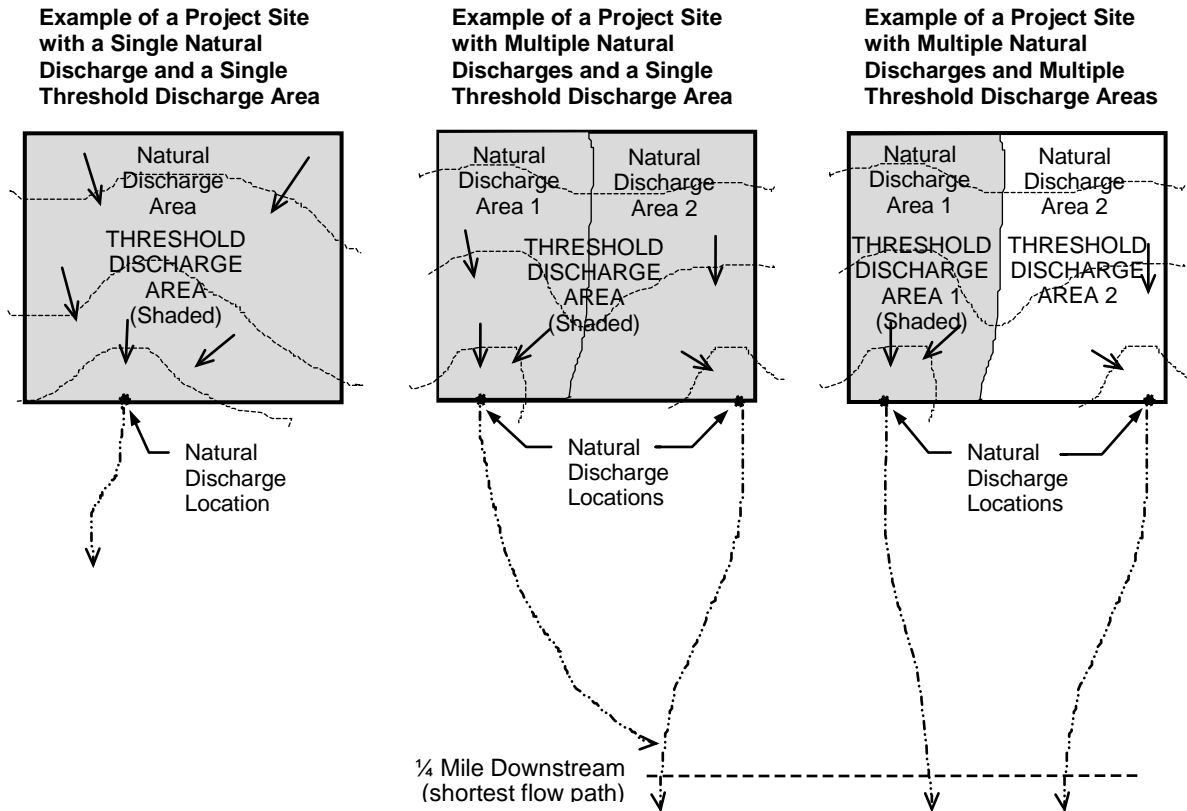 Example of a Project Site
with a Single Natural
Discharge and a Single
Threshold Discharge Area
Natural
Discharge
Area
THRESHOLD
DISCHARGE
AREA
(Shaded)
Natural
Discharge
Location
Example of a Project Site
with Multiple Natural
Discharges and a Single
Threshold Discharge Area
Natural
Discharge
Area 1
Natural
Discharge
Area 2
THRESHOLD
DISCHARGE
AREA
(Shaded)
Natural
Discharge
Locations
Example of a Project Site
with Multiple Natural
Discharges and Multiple
Threshold Discharge Areas
Natural
Discharge
Area 1
THRESHOLD
DISCHARGE
AREA 1
(Shaded)
Natural
Discharge
Area 2
THRESHOLD
DISCHARGE
AREA 2
Natural
Discharge
Locations
¼ Mile Downstream
(shortest flow path)